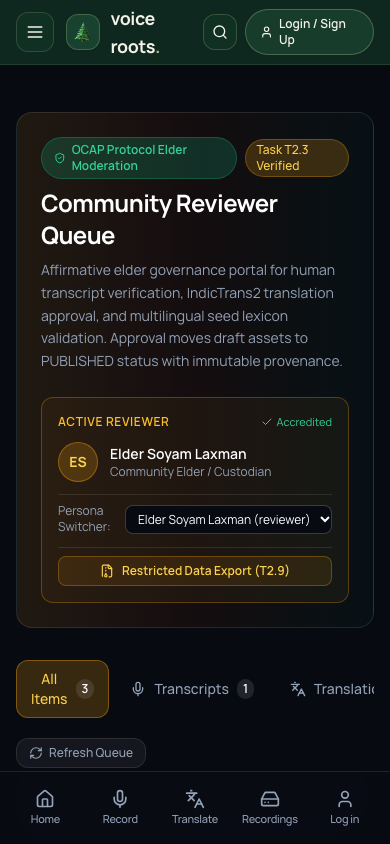 voice
roots.
Login / Sign
Up
OCAP Protocol Elder
Moderation
Task T2.3
Verified
Community Reviewer
Queue
Affirmative elder governance portal for human
transcript verification, IndicTrans2 translation
approval, and multilingual seed lexicon
validation. Approval moves draft assets to
PUBLISHED status with immutable provenance.
ACTIVE REVIEWER
Accredited
ES
Elder Soyam Laxman
Community Elder / Custodian
Persona
Switcher:
Elder Soyam Laxman (reviewer)
Restricted Data Export (T2.9)
All
Items
3
Transcripts 1
Translatic
Refresh Queue
Home
Record
Translate
Recordings
Log in